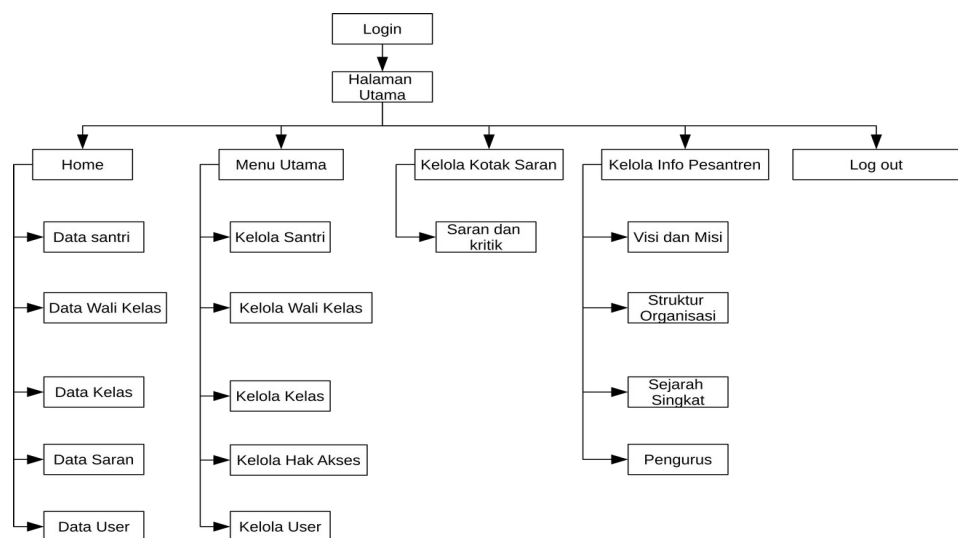 Login
Halaman
Utama
Home
Menu Utama
Kelola Kotak Saran
Kelola Info Pesantren
Log out
Data santri
Kelola Santri
Saran dan
kritik
Visi dan Misi
Data Wali Kelas
Kelola Wali Kelas
Struktur
Organisasi
Data Kelas
Kelola Kelas
Sejarah
Singkat
Data Saran
Kelola Hak Akses
Pengurus
Data User
Kelola User